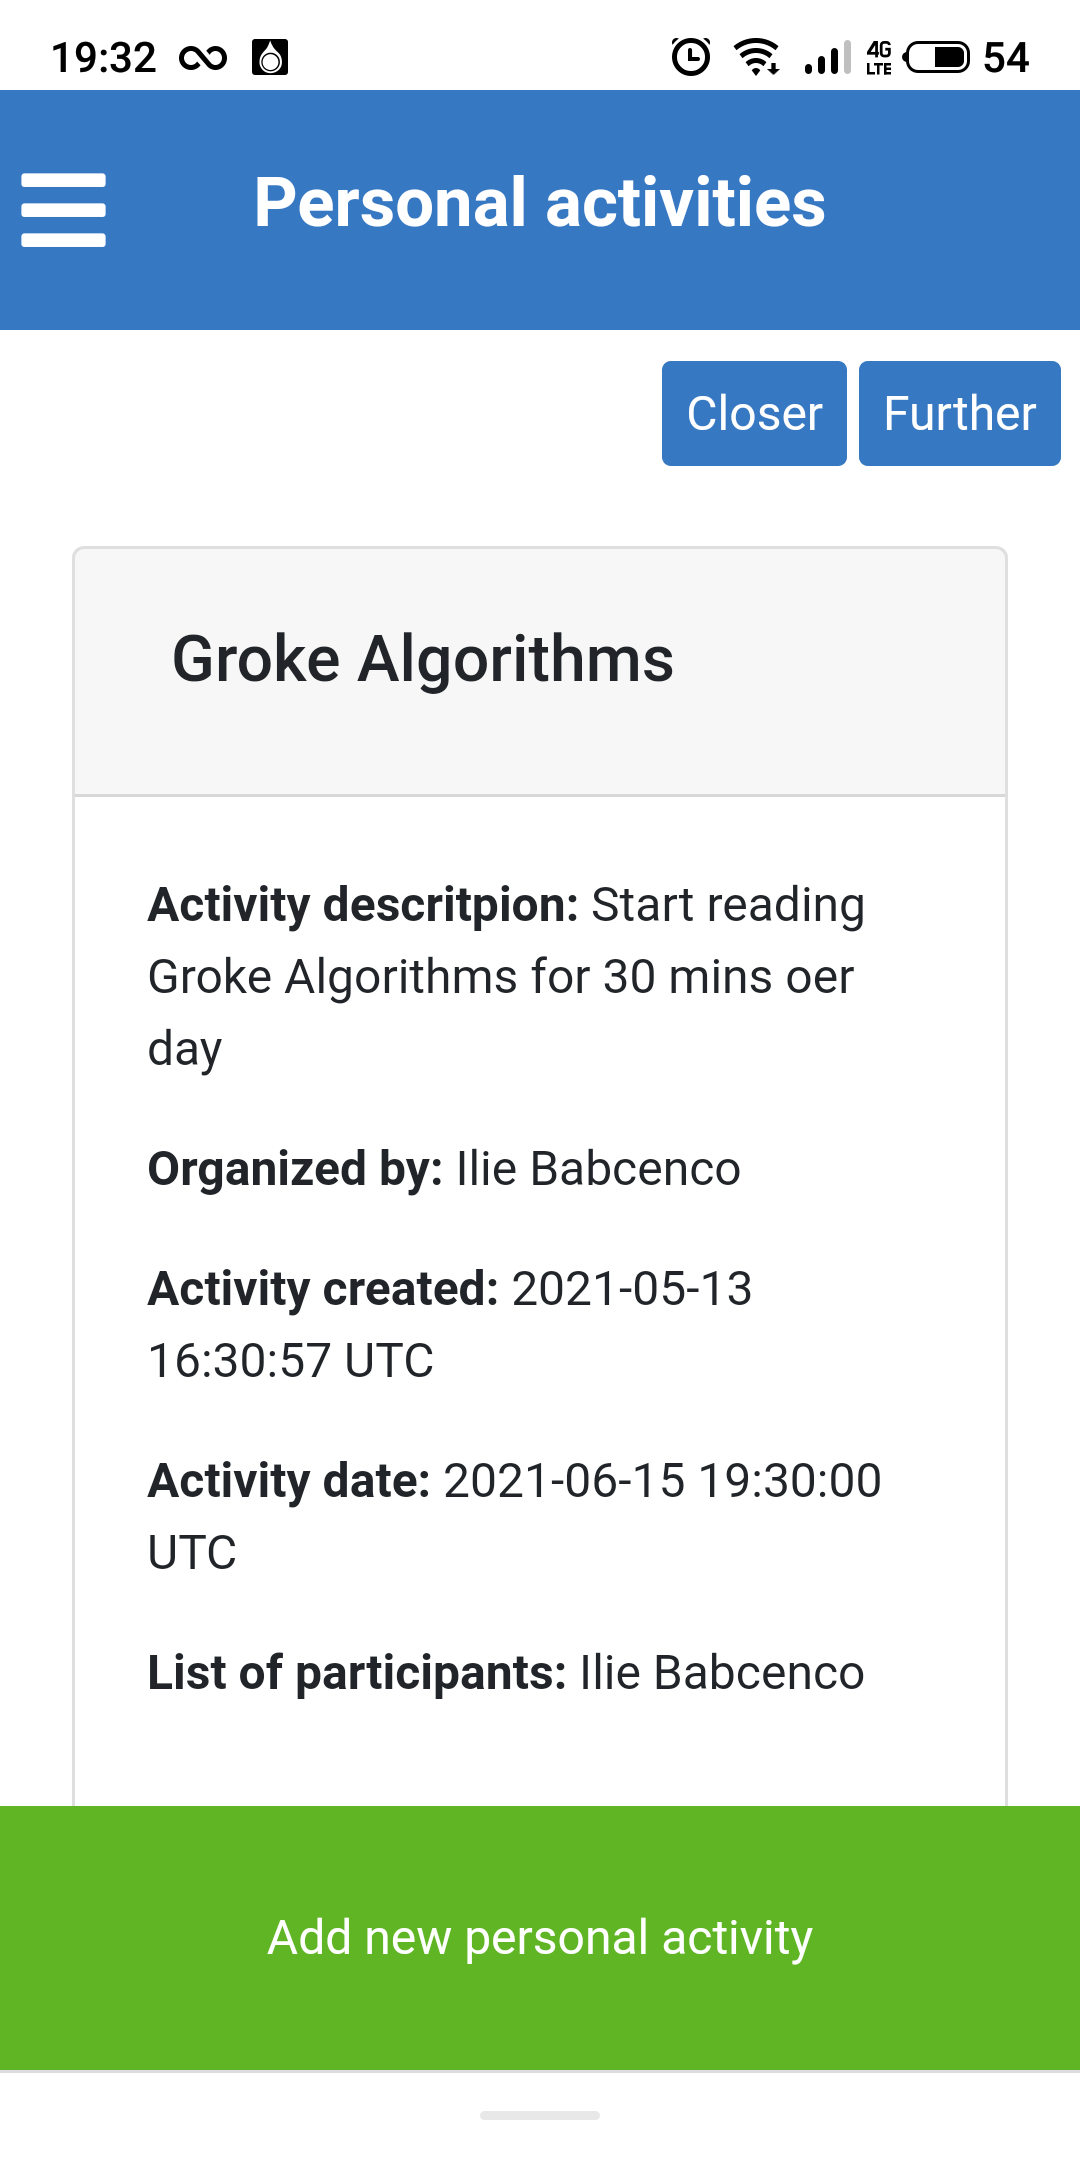 19:32 4G LTE 54
Personal activities
Closer Further
Groke Algorithms
Activity descritpion: Start reading
Groke Algorithms for 30 mins oer
day
Organized by: Ilie Babcenco
Activity created: 2021-05-13
16:30:57 UTC
Activity date: 2021-06-15 19:30:00
UTC
List of participants: Ilie Babcenco
Add new personal activity